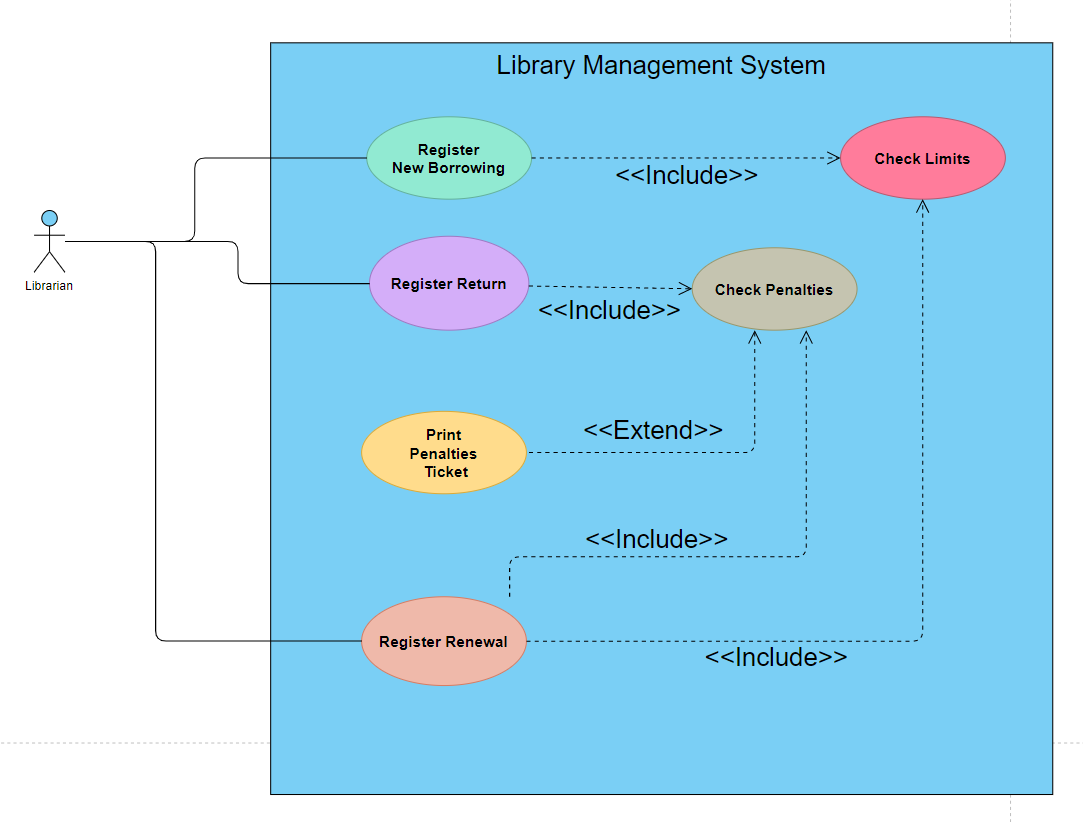 Library Management System
Register
New Borrowing
<<Include>>
Check Limits
Librarian
Register Return
<<Include>>
Check Penalties
Print
Penalties
Ticket
<<Extend>>
<<Include>>
Register Renewal
<<Include>>